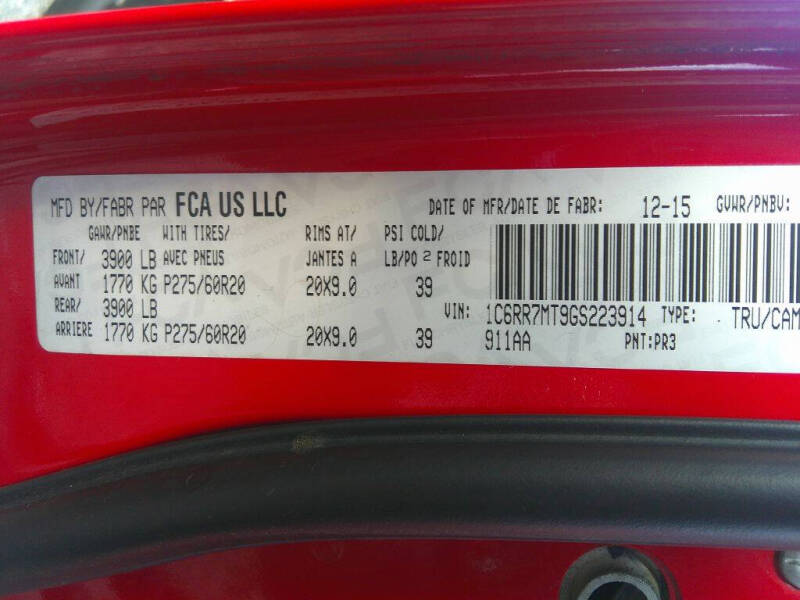 MFD BY/FABR PAR FCA US LLC DATE OF MFR/DATE DE FABR: 12-15 GVWR/PNBV:
GAWR/PNBE WITH TIRES/ RIMS AT/ PSI COLD/
FRONT/ 3900 LB AVEC PNEUS JANTES A LB/PO 2 FROID
AVANT 1770 KG P275/60R20 20X9.0 39
REAR/ 3900 LB VIN: 1C6RR7MT9GS223914 TYPE: TRU/CAM
ARRIERE 1770 KG P275/60R20 20X9.0 39 911AA PNT:PR3